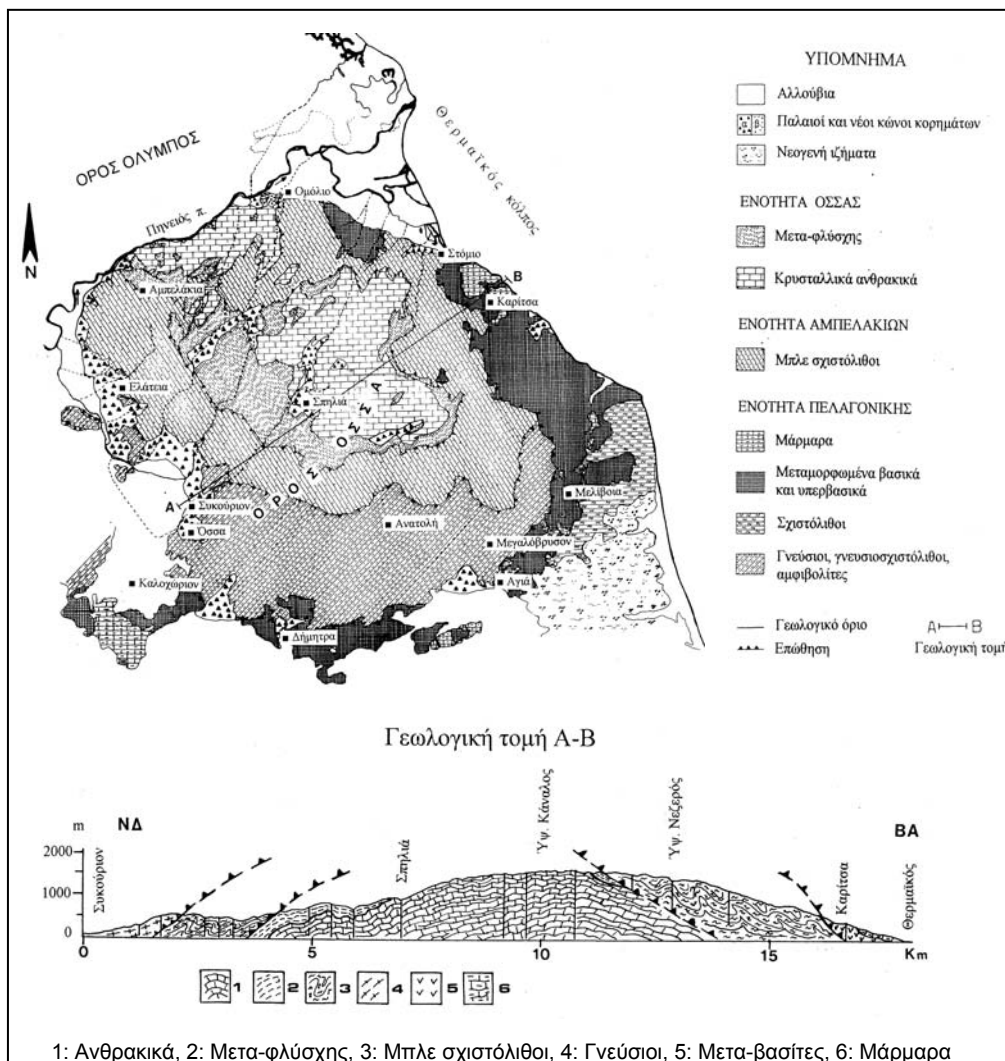 ΥΠΟΜΝΗΜΑ
Αλλούβια
α β
Παλαιοί και νέοι κώνοι κορημάτων
Νεογενή ιζήματα
ΕΝΟΤΗΤΑ ΟΣΣΑΣ
Μετα-φλύσχης
Κρυσταλλικά ανθρακικά
ΕΝΟΤΗΤΑ ΑΜΠΕΛΑΚΙΩΝ
Μπλε σχιστόλιθοι
ΕΝΟΤΗΤΑ ΠΕΛΑΓΟΝΙΚΗΣ
Μάρμαρα
Μεταμορφωμένα βασικά
και υπερβασικά
Σχιστόλιθοι
Γνεύσιοι, γνευσιοσχιστόλιθοι,
αμφιβολίτες
Γεωλογικό όριο
Επώθηση
A B
Γεωλογική τομή
ΟΡΟΣ ΟΛΥΜΠΟΣ
Θερμαϊκός κόλπος
Πηνειός π.
N
Ομόλιο
Στόμιο
B
Καρίτσα
Αμπελάκια
Ελάτεια
Σπηλιά
ΟΡΟΣ ΟΣΣΑ
A
Συκούριον
Όσσα
Ανατολή
Μελίβοια
Μεγαλόβρυσον
Αγιά
Καλοχώριον
Δήμητρα
Γεωλογική τομή Α-Β
m ΝΔ ΒΑ
2000
1000
0
Συκούριον
Σπηλιά
Ύψ. Κάναλος
Ύψ. Νεζερός
Καρίτσα
Θερμαϊκός
0 5 10 15 Km
1 2 3 4 5 6
1: Ανθρακικά, 2: Μετα-φλύσχης, 3: Μπλε σχιστόλιθοι, 4: Γνεύσιοι, 5: Μετα-βασίτες, 6: Μάρμαρα